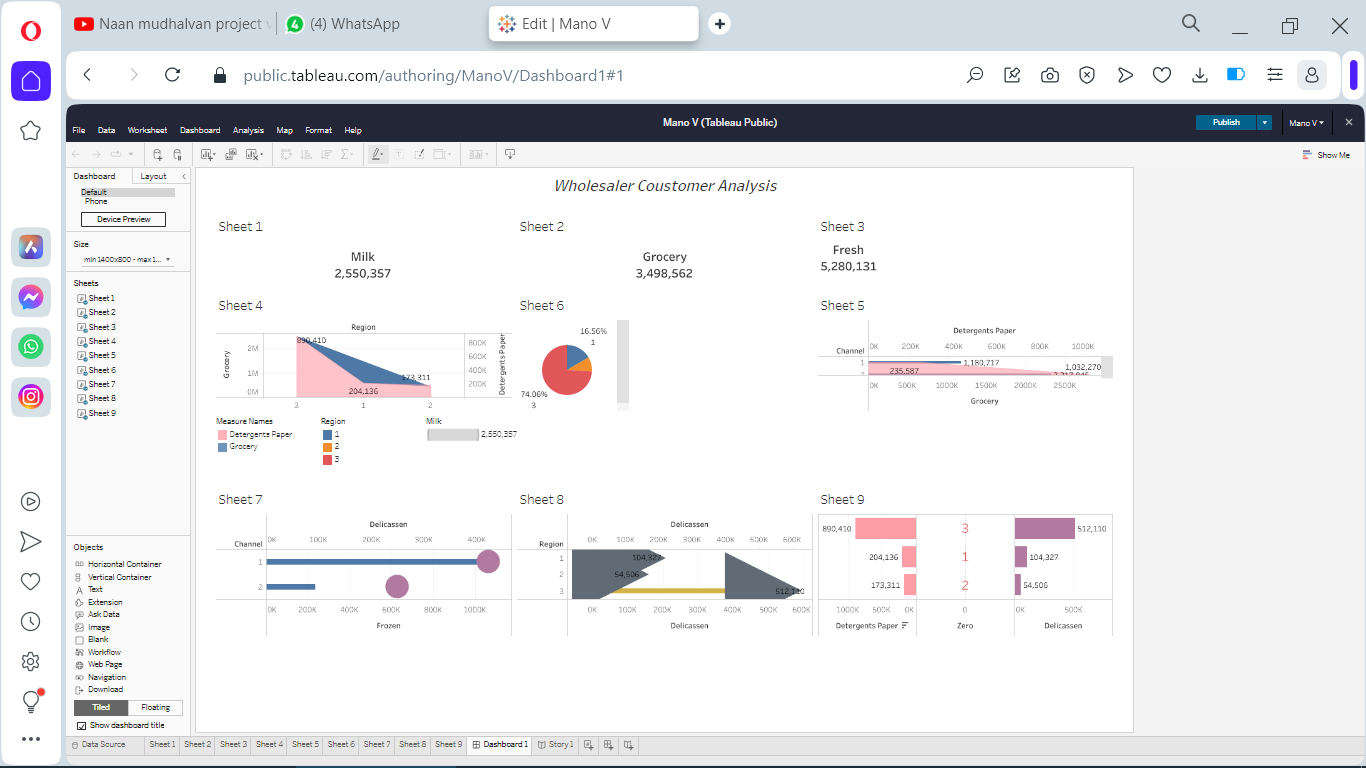 Naan mudhalvan project v
4
(4) WhatsApp
Edit | Mano V
public.tableau.com/authoring/ManoV/Dashboard1#1
Mano V (Tableau Public)
Publish
Mano V
File Data Worksheet Dashboard Analysis Map Format Help
Show Me
Dashboard Layout
Default
Phone
Device Preview
Size
min 1400x800 - max 1...
Sheets
Sheet 1
Sheet 2
Sheet 3
Sheet 4
Sheet 5
Sheet 6
Sheet 7
Sheet 8
Sheet 9
Objects
Horizontal Container
Vertical Container
Text
Extension
Ask Data
Image
Blank
Workflow
Web Page
Navigation
Download
Tiled Floating
Show dashboard title
Wholesaler Coustomer Analysis
Sheet 1
Milk
2,550,357
Sheet 2
Grocery
3,498,562
Sheet 3
Fresh
5,280,131
Sheet 4
Region
890,410
173,311
204,136
Grocery
2M
1M
0M
800K
600K
400K
200K
Detergents Paper
3 1 2
Measure Names
Detergents Paper
Grocery
Region
1
2
3
Milk
2,550,357
Sheet 6
16.56%
1
74.06%
3
Sheet 5
Detergents Paper
Channel
0K 200K 400K 600K 800K 1000K
1
1,180,717
1,032,270
235,587
0K 500K 1000K 1500K 2000K 2500K
Grocery
Sheet 7
Delicassen
Channel
0K 100K 200K 300K 400K
1
2
0K 200K 400K 600K 800K 1000K
Frozen
Sheet 8
Delicassen
Region
0K 100K 200K 300K 400K 500K 600K
1
104,327
2
54,506
3
512,110
0K 100K 200K 300K 400K 500K 600K
Delicassen
Sheet 9
890,410 3 512,110
204,136 1 104,327
173,311 2 54,506
1000K 500K 0K 0 0K 500K
Detergents Paper Zero Delicassen
Data Source Sheet 1 Sheet 2 Sheet 3 Sheet 4 Sheet 5 Sheet 6 Sheet 7 Sheet 8 Sheet 9 Dashboard 1 Story 1